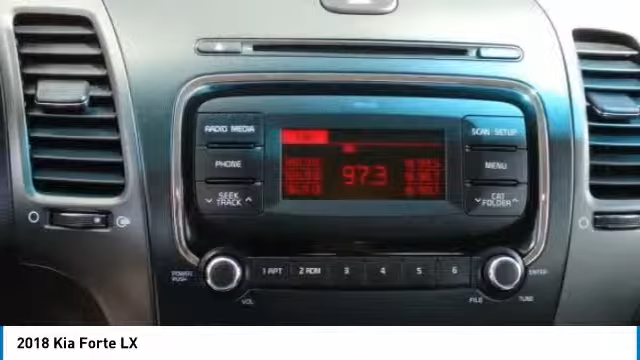 RADIO MEDIA
SCAN SETUP
PHONE
97.3
MENU
SEEK
TRACK
CAT
FOLDER
POWER
PUSH
1 RPT 2 RDM 3 4 5 6
ENTER
VOL
FILE
TUNE
2018 Kia Forte LX